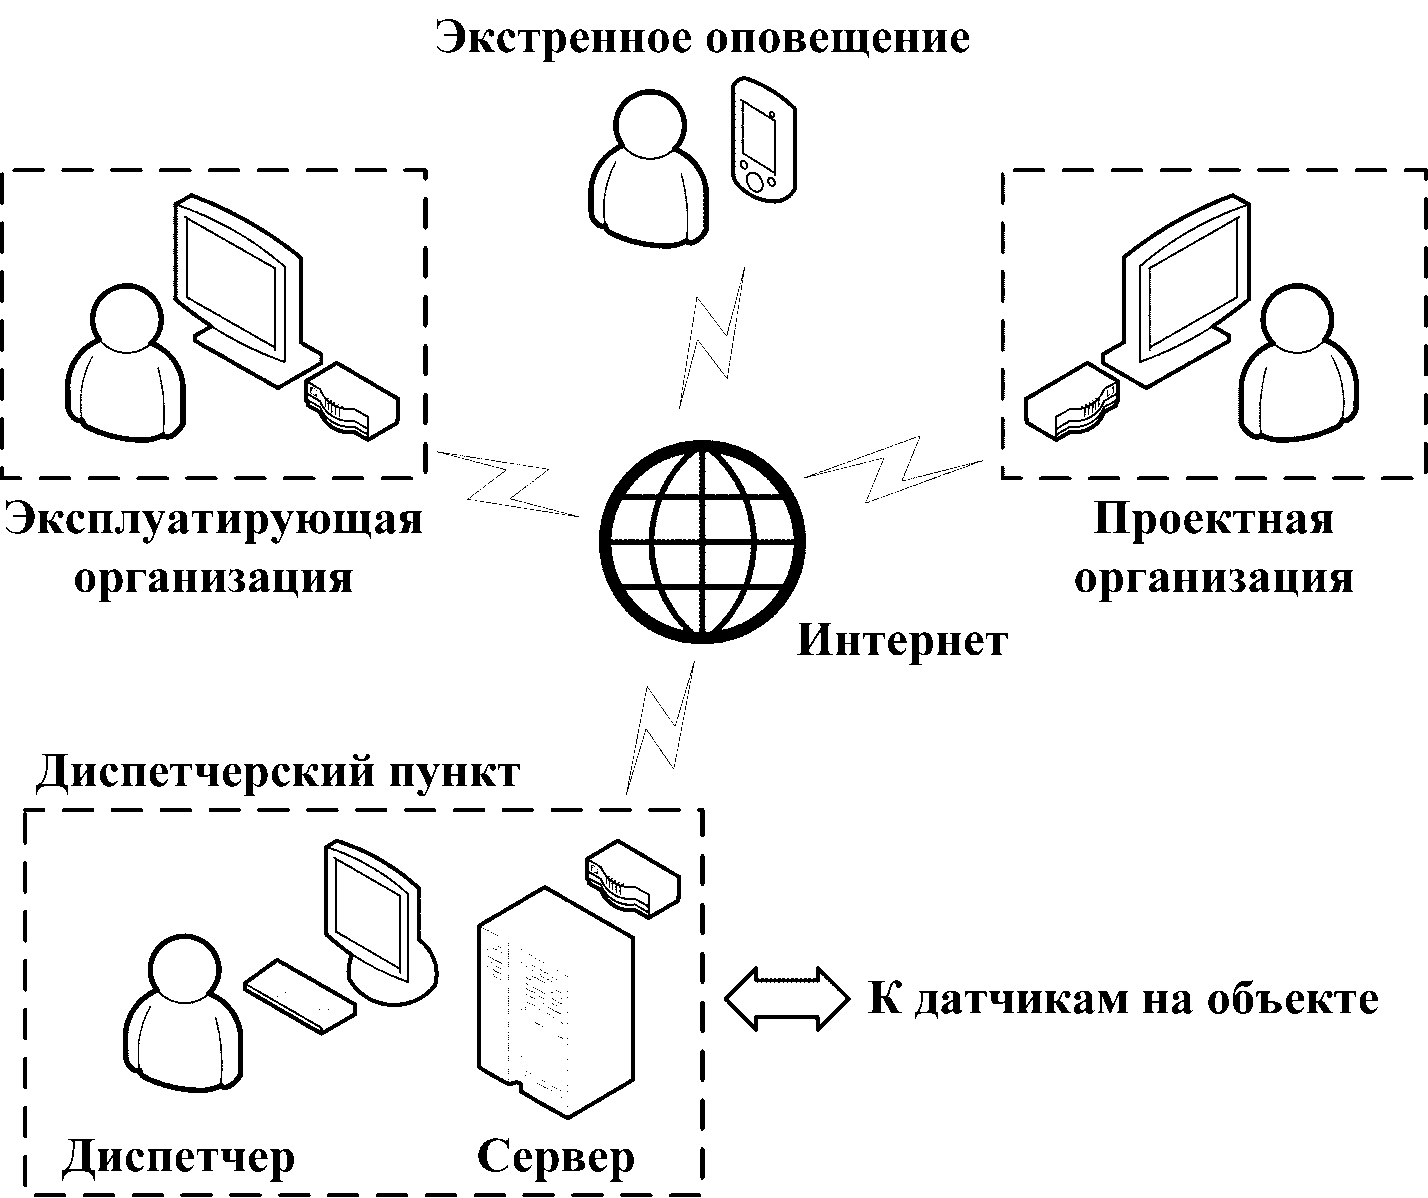 Экстренное оповещение
Эксплуатирующая
организация
Проектная
организация
Интернет
Диспетчерский пункт
К датчикам на объекте
Диспетчер
Сервер